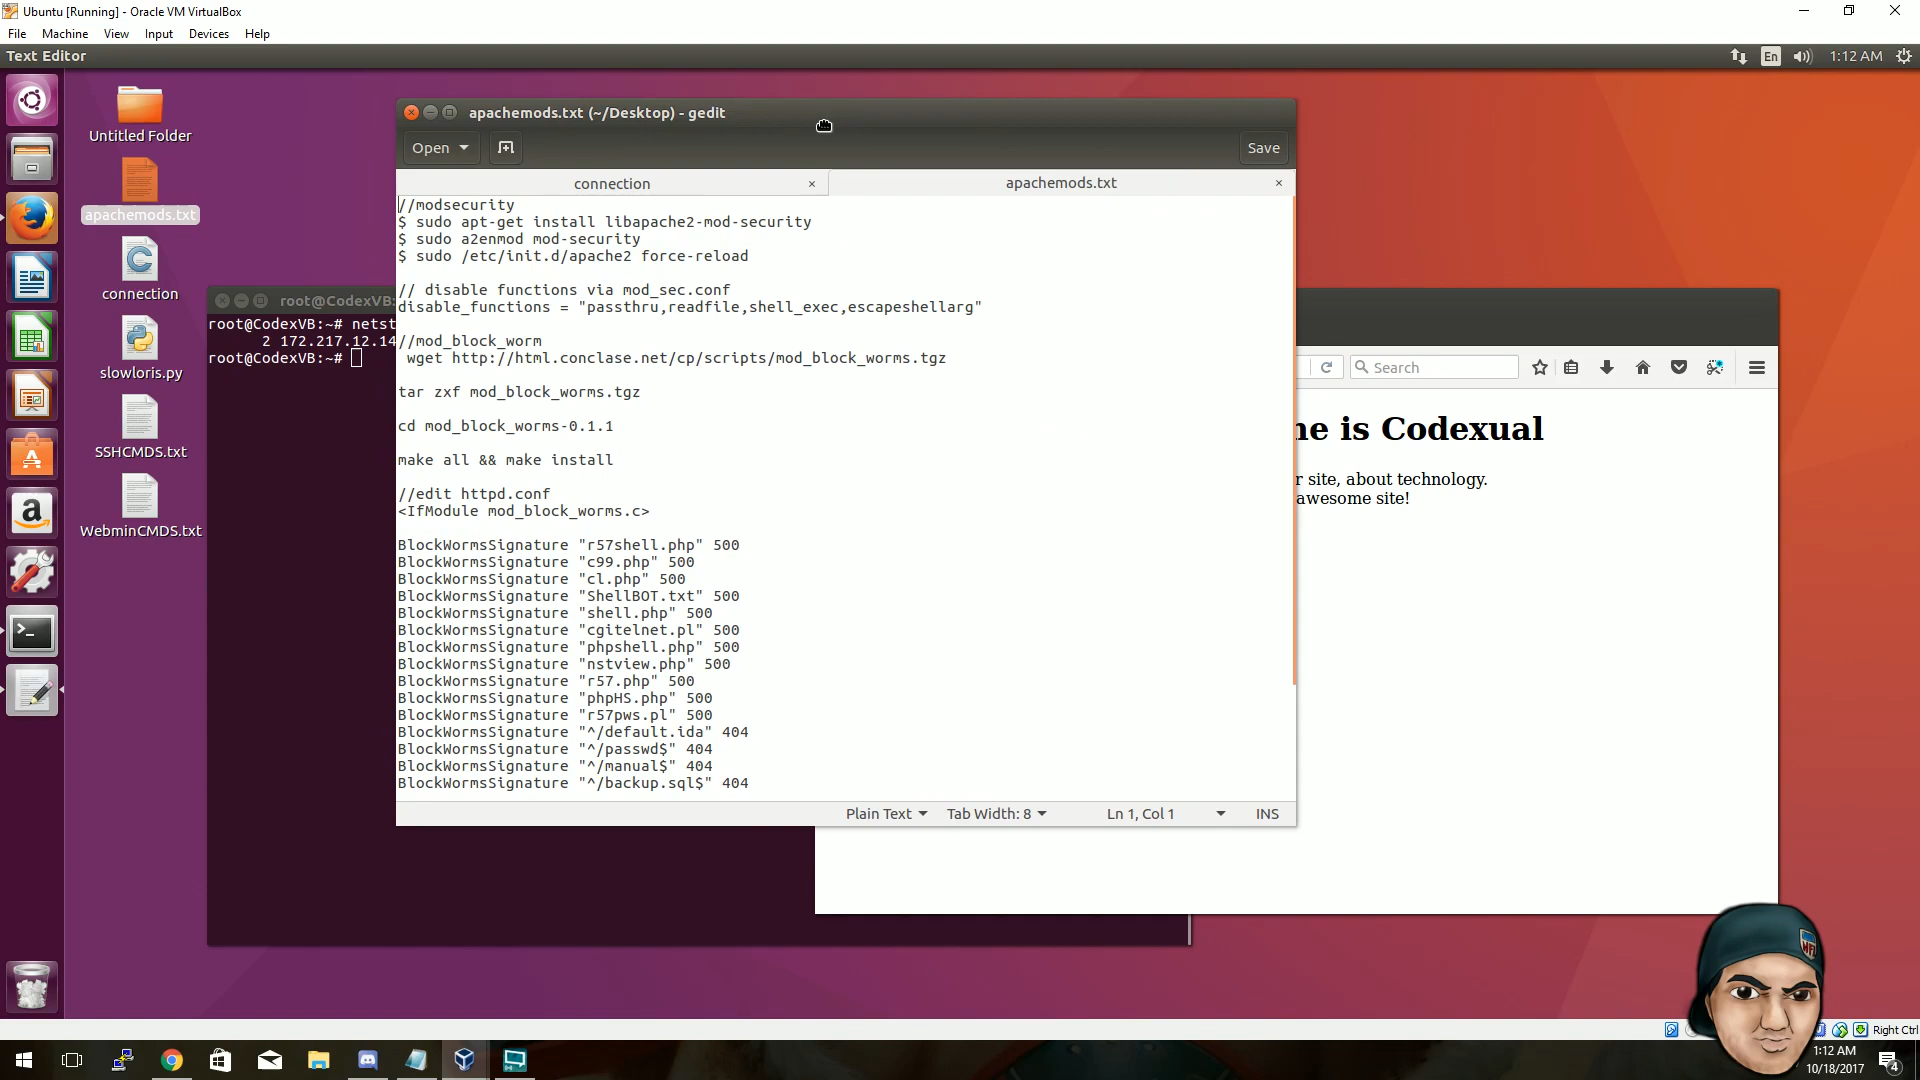 Ubuntu [Running] - Oracle VM VirtualBox
File Machine View Input Devices Help
Text Editor
En
1:12 AM
Untitled Folder
apachemods.txt
connection
slowloris.py
SSHCMDS.txt
WebminCMDS.txt
root@CodexVB:
root@CodexVB:~# netst
2 172.217.12.14
root@CodexVB:~#
apachemods.txt (~/Desktop) - gedit
Open
Save
connection
apachemods.txt
//modsecurity
$ sudo apt-get install libapache2-mod-security
$ sudo a2enmod mod-security
$ sudo /etc/init.d/apache2 force-reload
// disable functions via mod_sec.conf
disable_functions = "passthru,readfile,shell_exec,escapeshellarg"
//mod_block_worm
wget http://html.conclase.net/cp/scripts/mod_block_worms.tgz
tar zxf mod_block_worms.tgz
cd mod_block_worms-0.1.1
make all && make install
//edit httpd.conf
<IfModule mod_block_worms.c>
BlockWormsSignature "r57shell.php" 500
BlockWormsSignature "c99.php" 500
BlockWormsSignature "cl.php" 500
BlockWormsSignature "ShellBOT.txt" 500
BlockWormsSignature "shell.php" 500
BlockWormsSignature "cgitelnet.pl" 500
BlockWormsSignature "phpshell.php" 500
BlockWormsSignature "nstview.php" 500
BlockWormsSignature "r57.php" 500
BlockWormsSignature "phpHS.php" 500
BlockWormsSignature "r57pws.pl" 500
BlockWormsSignature "^/default.ida" 404
BlockWormsSignature "^/passwd$" 404
BlockWormsSignature "^/manual$" 404
BlockWormsSignature "^/backup.sql$" 404
Plain Text
Tab Width: 8
Ln 1, Col 1
INS
Search
ne is Codexual
r site, about technology.
awesome site!
NFL
Right Ctrl
1:12 AM
10/18/2017
4